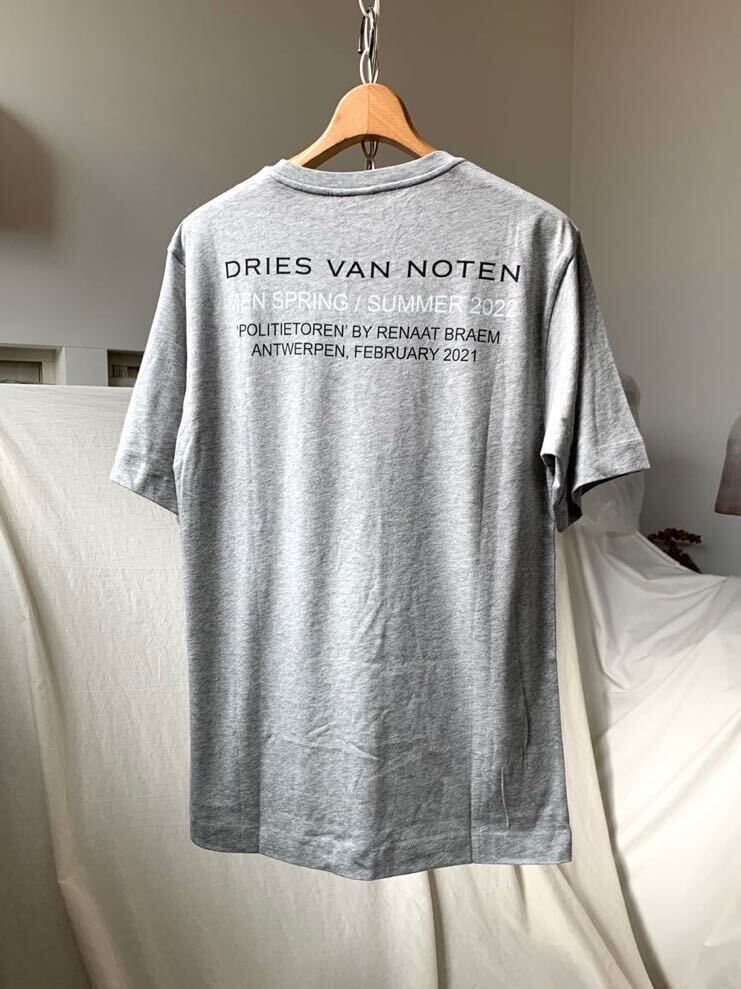 DRIES VAN NOTEN
MEN SPRING / SUMMER 2022
'POLITIETOREN' BY RENAAT BRAEM
ANTWERPEN, FEBRUARY 2021